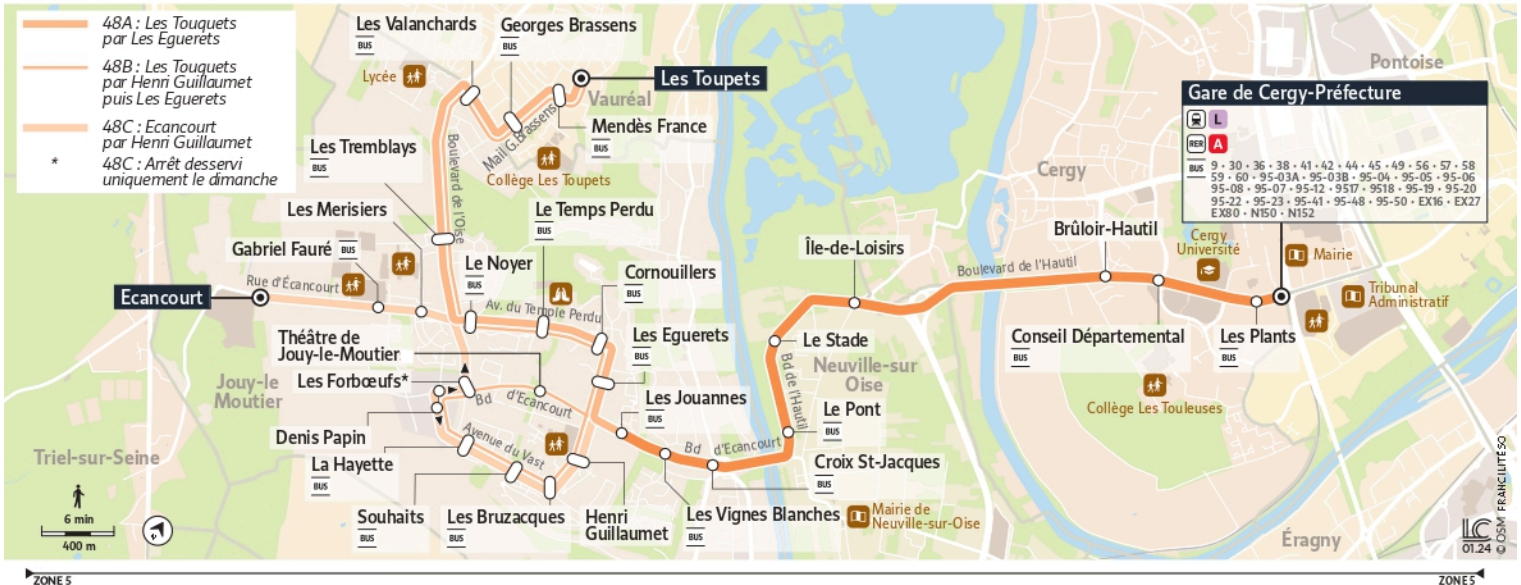 48A : Les Touquets
par Les Eguerets
48B : Les Touquets
par Henri Guillaumet
puis Les Eguerets
48C : Ecancourt
par Henri Guillaumet
* 48C : Arrêt desservi
uniquement le dimanche
Les Valanchards
BUS
Georges Brassens
BUS
Lycée
Les Toupets
Vauréal
Mendès France
BUS
Mail G.Brassens
Collège Les Toupets
Les Tremblays
BUS
Boulevard de l'Oise
Les Merisiers
Le Temps Perdu
BUS
Gabriel Fauré BUS
Le Noyer
BUS
Cornouillers
BUS
Rue d'Écancourt
Ecancourt
Av. du Temple Perdu
Théâtre de
Jouy-le-Moutier
Les Eguerets
BUS
Les Forbœufs*
Jouy-le
Moutier
Bd d'Ecancourt
Les Jouannes
BUS
Denis Papin
Avenue du Vast
La Hayette
BUS
Triel-sur-Seine
Souhaits
BUS
Les Bruzacques
BUS
Henri
Guillaumet
Les Vignes Blanches
BUS
Bd d'Ecancourt
Croix St-Jacques
BUS
Mairie de
Neuville-sur-Oise
Le Pont
BUS
Bd de l'Hautil
Neuville-sur
Oise
Le Stade
Île-de-Loisirs
Boulevard de l'Hautil
Brûloir-Hautil
Cergy
Cergy
Université
Conseil Départemental
BUS
Les Plants
BUS
Collège Les Touleuses
Mairie
Tribunal
Administratif
Pontoise
Gare de Cergy-Préfecture
L
RER A
BUS 9 • 30 • 36 • 38 • 41 • 42 • 44 • 45 • 49 • 56 • 57 • 58
59 • 60 • 95-03A • 95-03B • 95-04 • 95-05 • 95-06
95-08 • 95-07 • 95-12 • 9517 • 9518 • 95-19 • 95-20
95-22 • 95-23 • 95-41 • 95-48 • 95-50 • EX16 • EX27
EX80 • N150 • N152
Éragny
6 min
400 m
LC
01.24
© OSM FRANCILITÉ SO
ZONE 5
ZONE 5